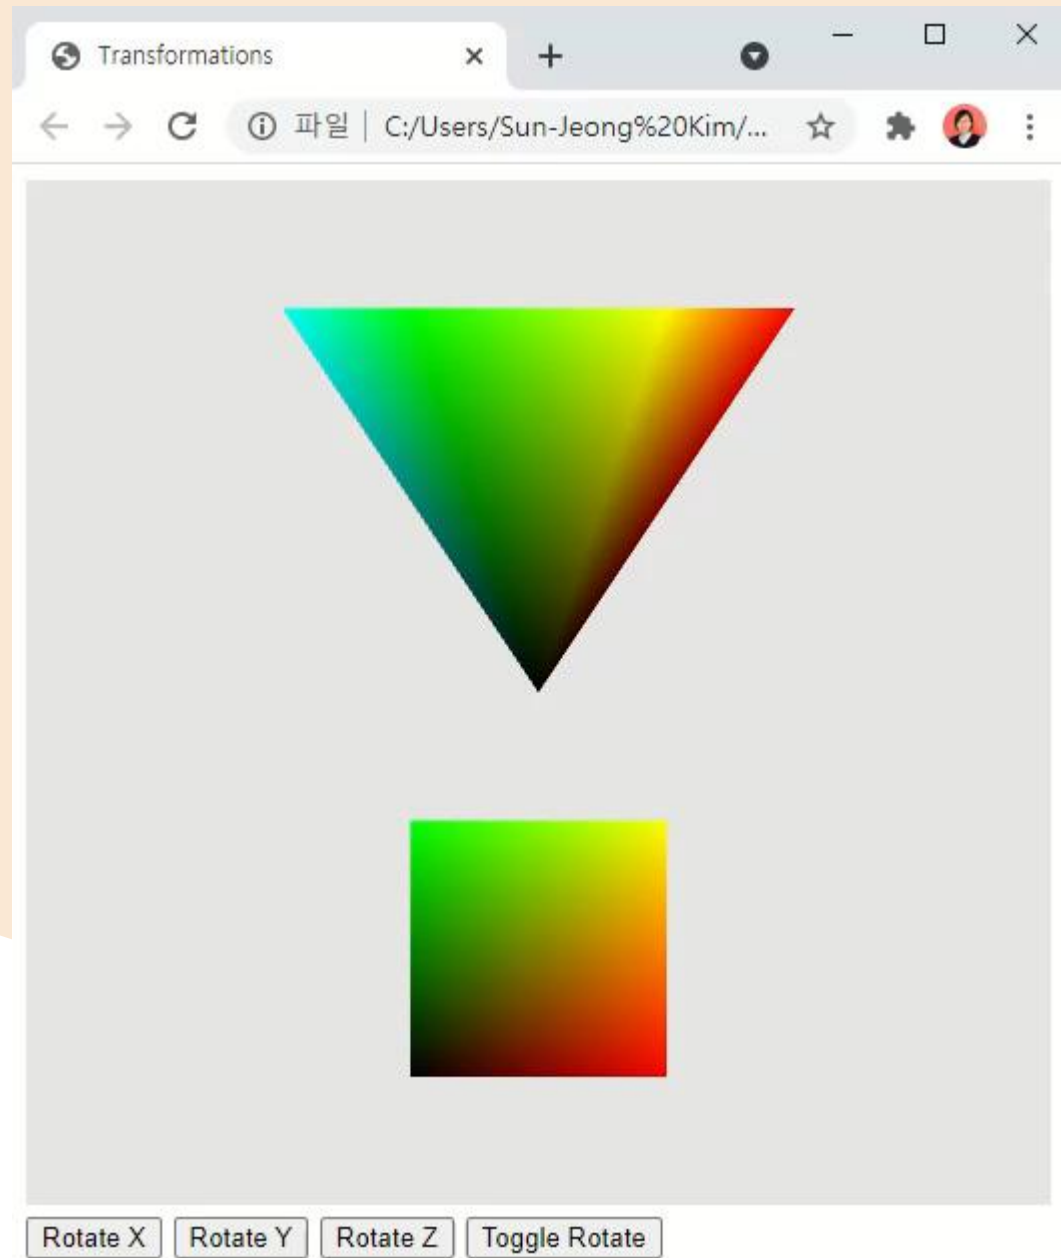 Transformations
파일 | C:/Users/Sun-Jeong%20Kim/...
Rotate X Rotate Y Rotate Z Toggle Rotate